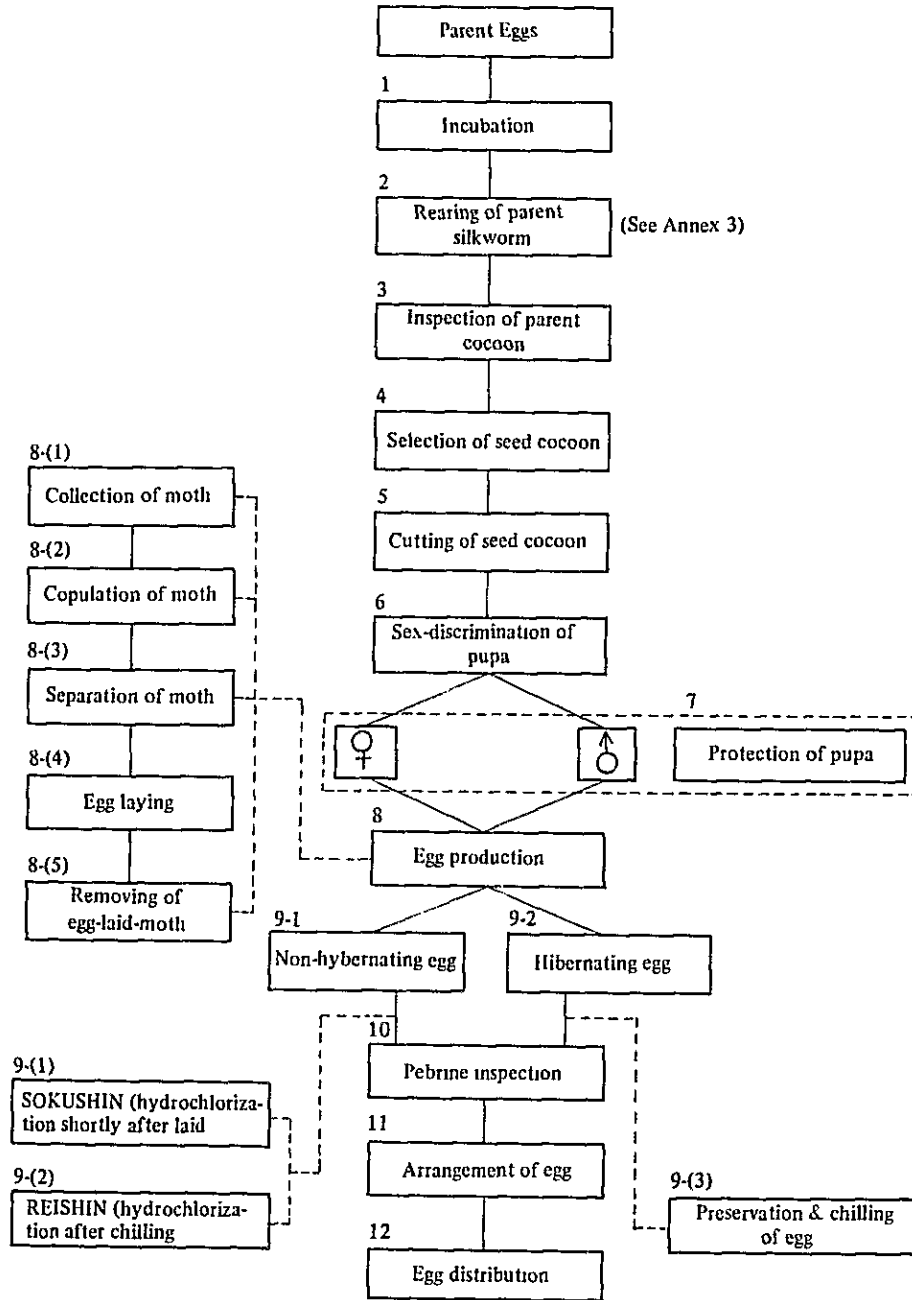 Parent Eggs
1
Incubation
2
Rearing of parent
silkworm
(See Annex 3)
3
Inspection of parent
cocoon
4
Selection of seed cocoon
5
Cutting of seed cocoon
6
Sex-discrimination of
pupa
7
♀
♂
Protection of pupa
8
Egg production
8-(1)
Collection of moth
8-(2)
Copulation of moth
8-(3)
Separation of moth
8-(4)
Egg laying
8-(5)
Removing of
egg-laid-moth
9-1
Non-hybernating egg
9-2
Hibernating egg
9-(1)
SOKUSHIN (hydrochloriza-
tion shortly after laid
9-(2)
REISHIN (hydrochloriza-
tion after chilling
9-(3)
Preservation & chilling
of egg
10
Pebrine inspection
11
Arrangement of egg
12
Egg distribution